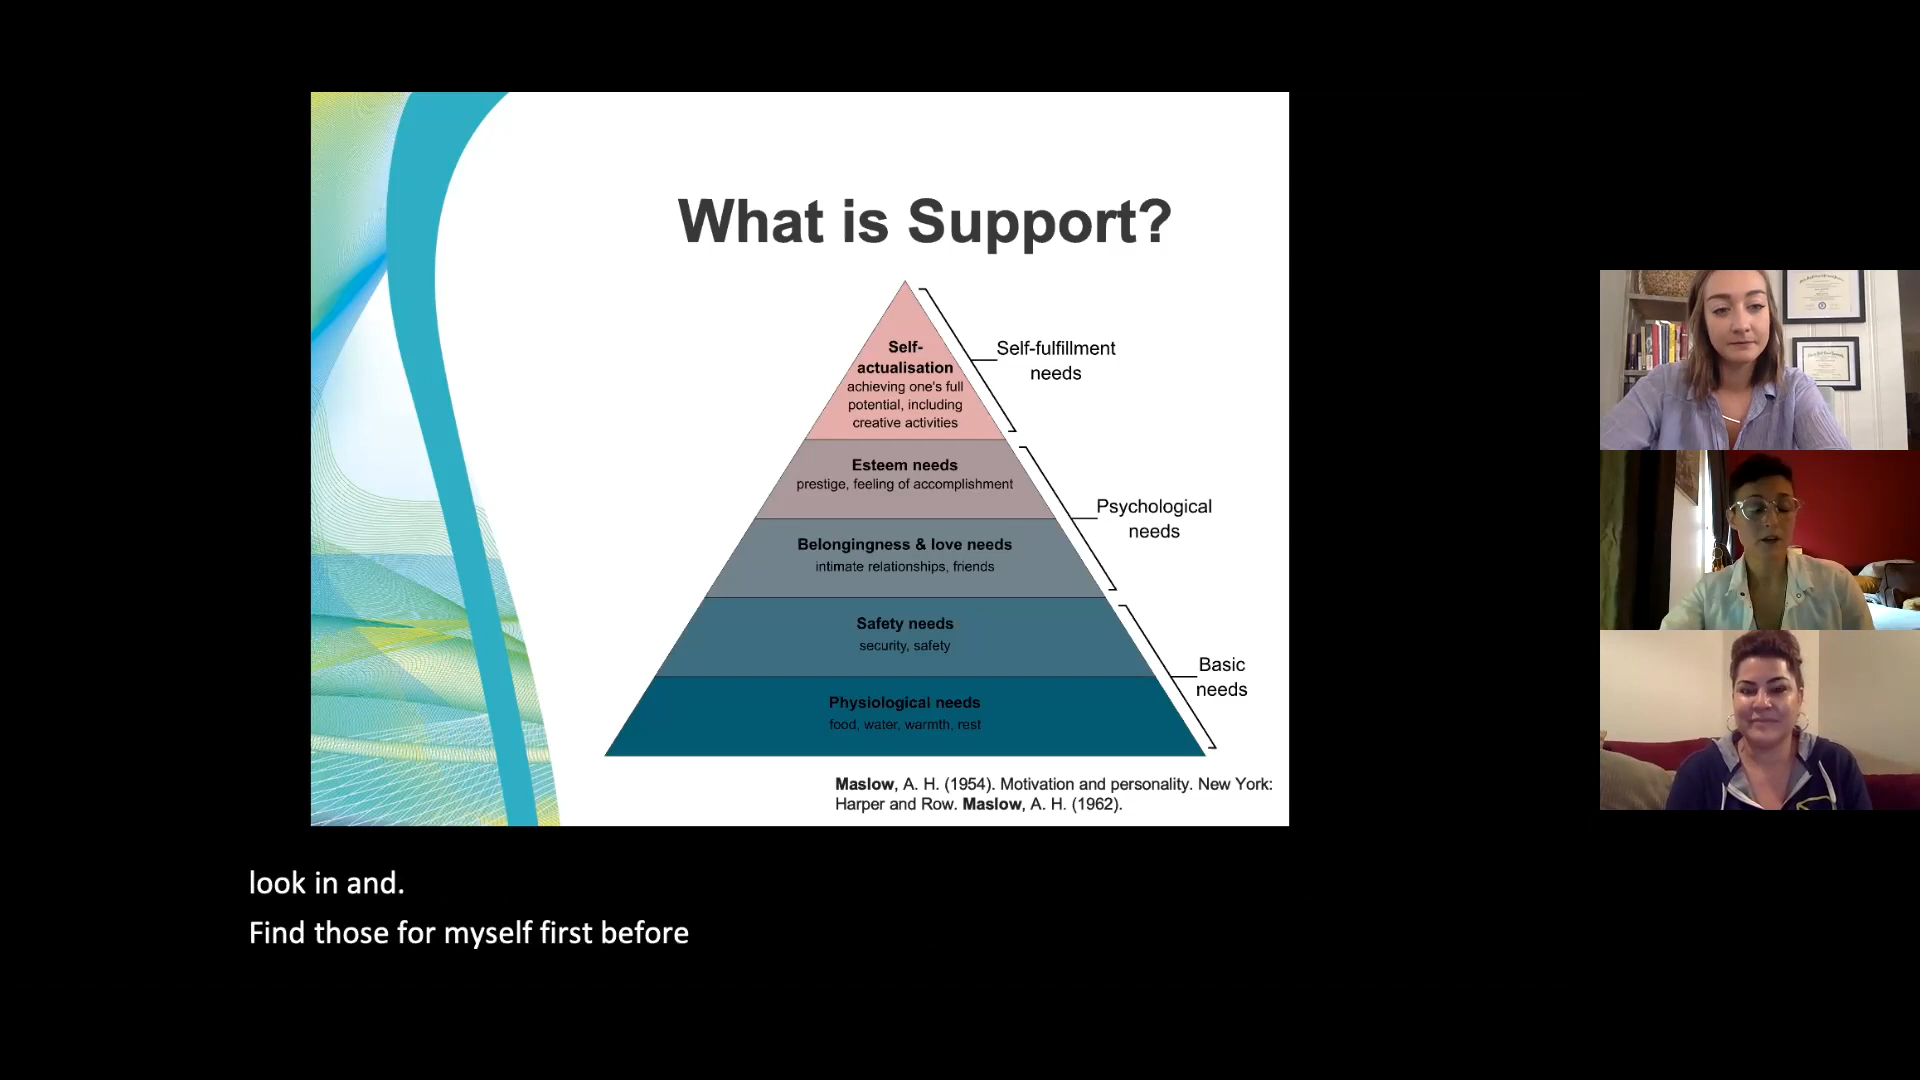 What is Support?
Self-
actualisation
achieving one's full
potential, including
creative activities
Self-fulfillment
needs
Esteem needs
prestige, feeling of accomplishment
Psychological
needs
Belongingness & love needs
intimate relationships, friends
Safety needs
security, safety
Basic
needs
Physiological needs
food, water, warmth, rest
Maslow, A. H. (1954). Motivation and personality. New York:
Harper and Row. Maslow, A. H. (1962).
look in and.
Find those for myself first before